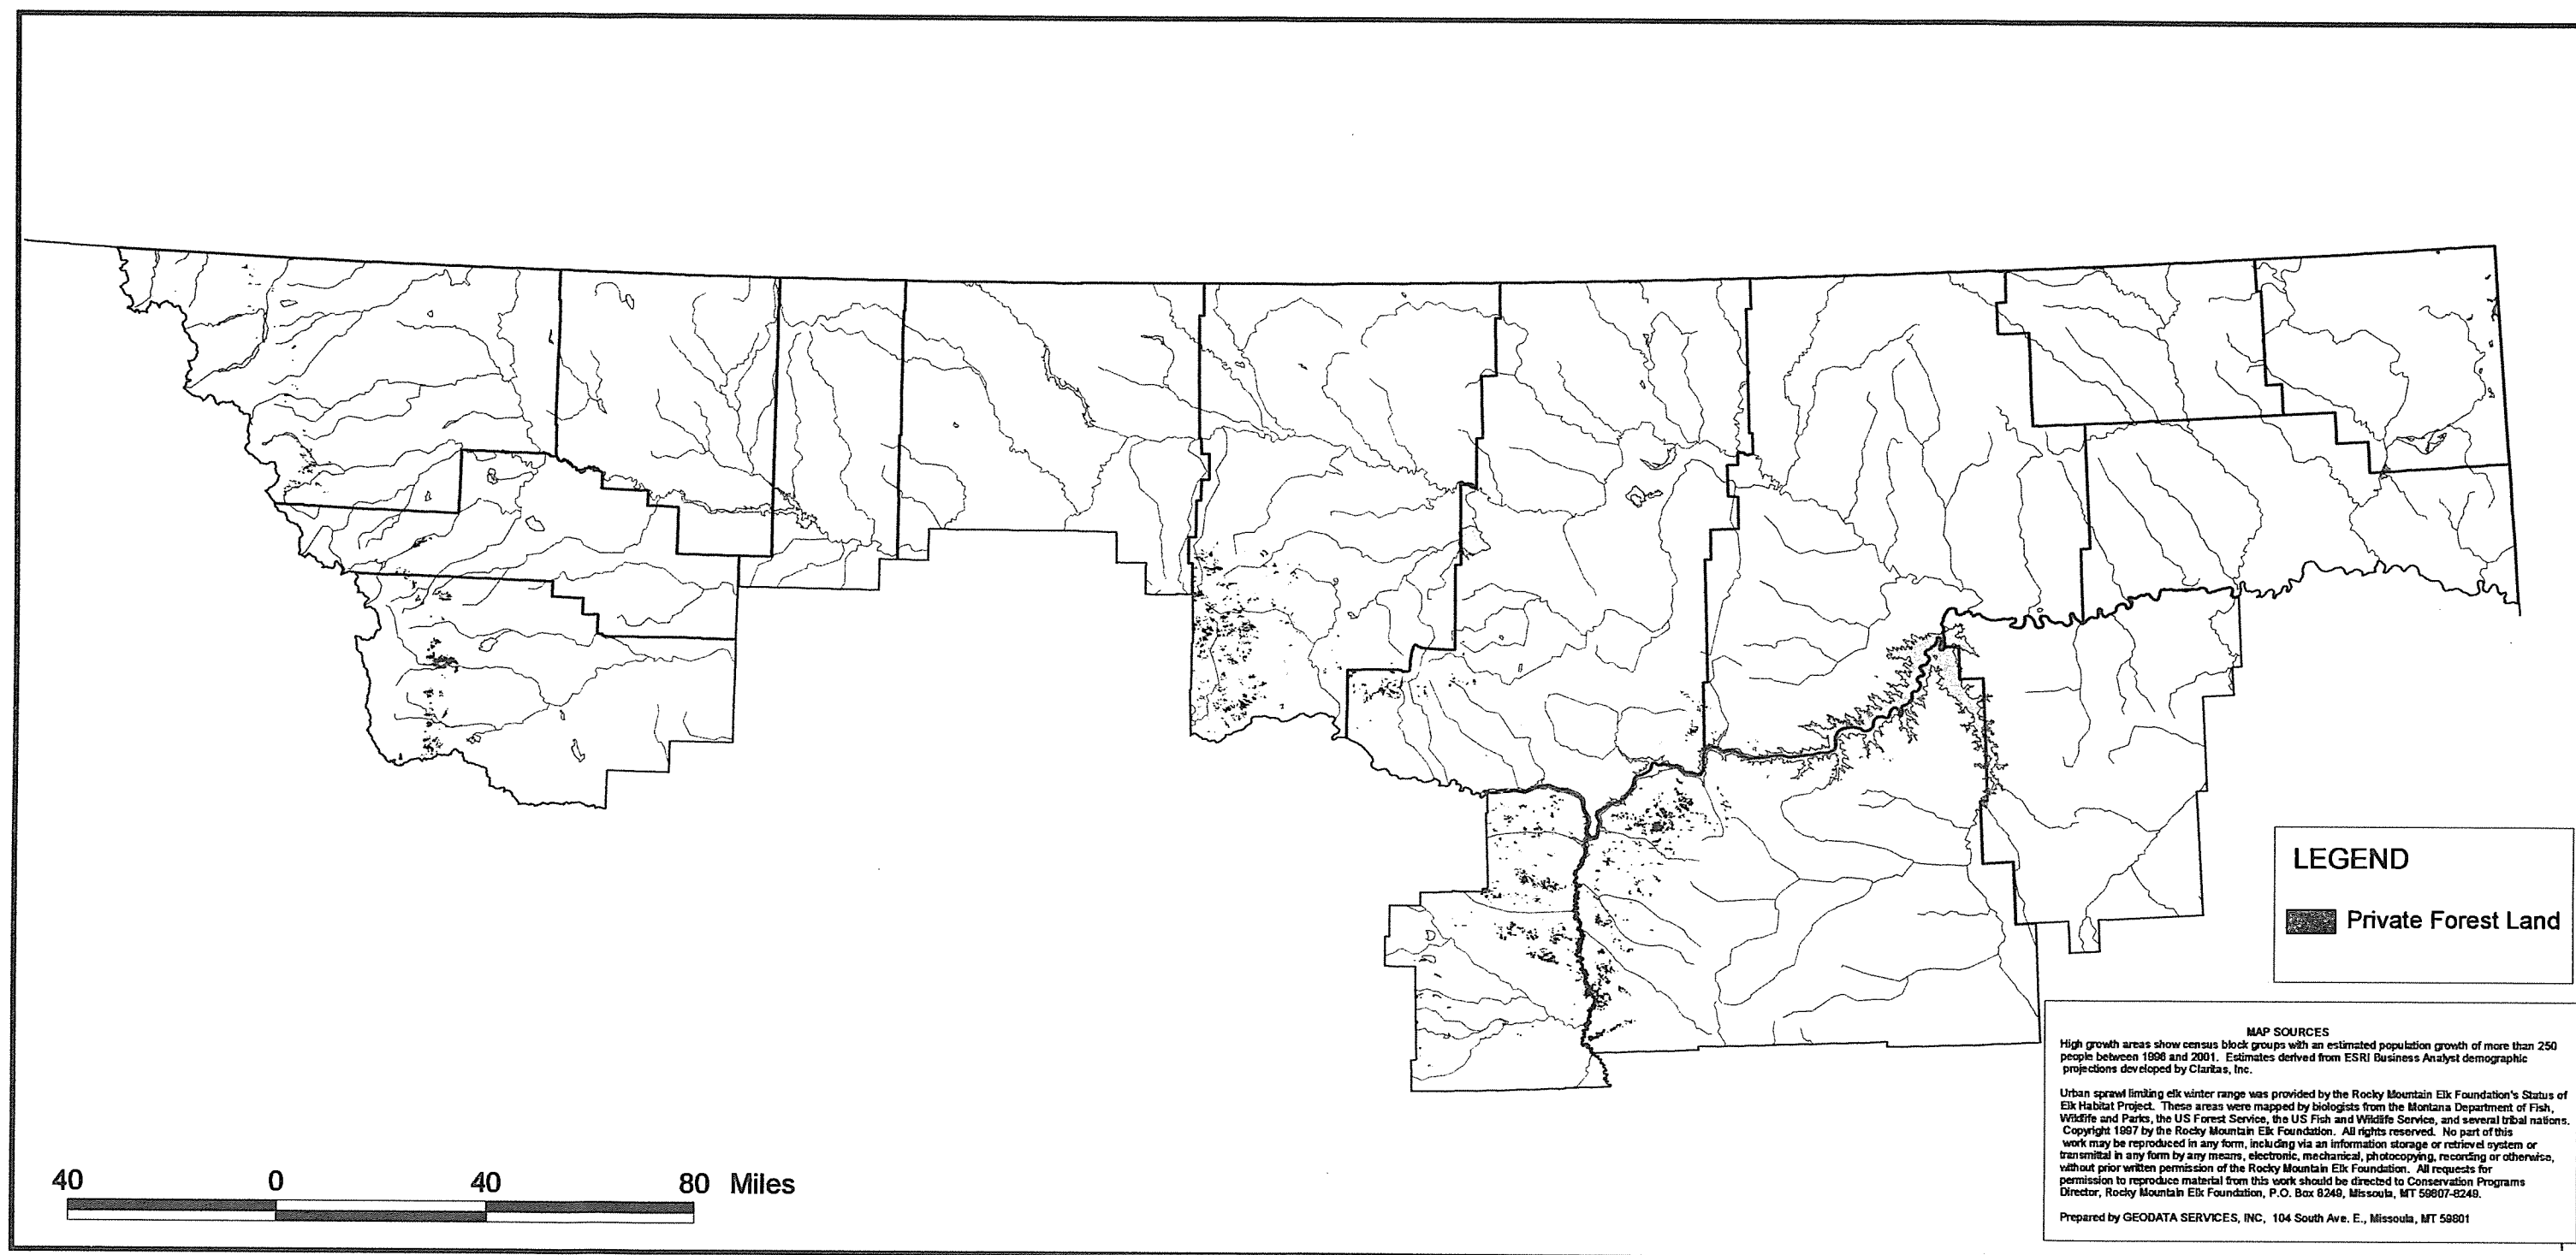 LEGEND
Private Forest Land
MAP SOURCES
High growth areas show census block groups with an estimated population growth of more than 250
people between 1996 and 2001. Estimates derived from ESRI Business Analyst demographic
projections developed by Claritas, Inc.
Urban sprawl limiting elk winter range was provided by the Rocky Mountain Elk Foundation's Status of
Elk Habitat Project. These areas were mapped by biologists from the Montana Department of Fish,
Wildlife and Parks, the US Forest Service, the US Fish and Wildlife Service, and several tribal nations.
Copyright 1997 by the Rocky Mountain Elk Foundation. All rights reserved. No part of this
work may be reproduced in any form, including via an information storage or retrievel system or
transmittal in any form by any means, electronic, mechanical, photocopying, recording or otherwise,
without prior written permission of the Rocky Mountain Elk Foundation. All requests for
permission to reproduce material from this work should be directed to Conservation Programs
Director, Rocky Mountain Elk Foundation, P.O. Box 8249, Missoula, MT 59807-8249.
Prepared by GEODATA SERVICES, INC, 104 South Ave. E., Missoula, MT 59801
40 0 40 80 Miles